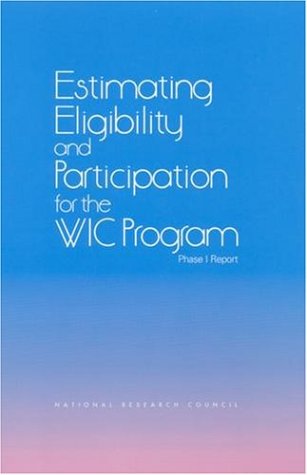 Estimating
Eligibility
and
Participation
for the
WIC Program
Phase I Report
NATIONAL RESEARCH COUNCIL